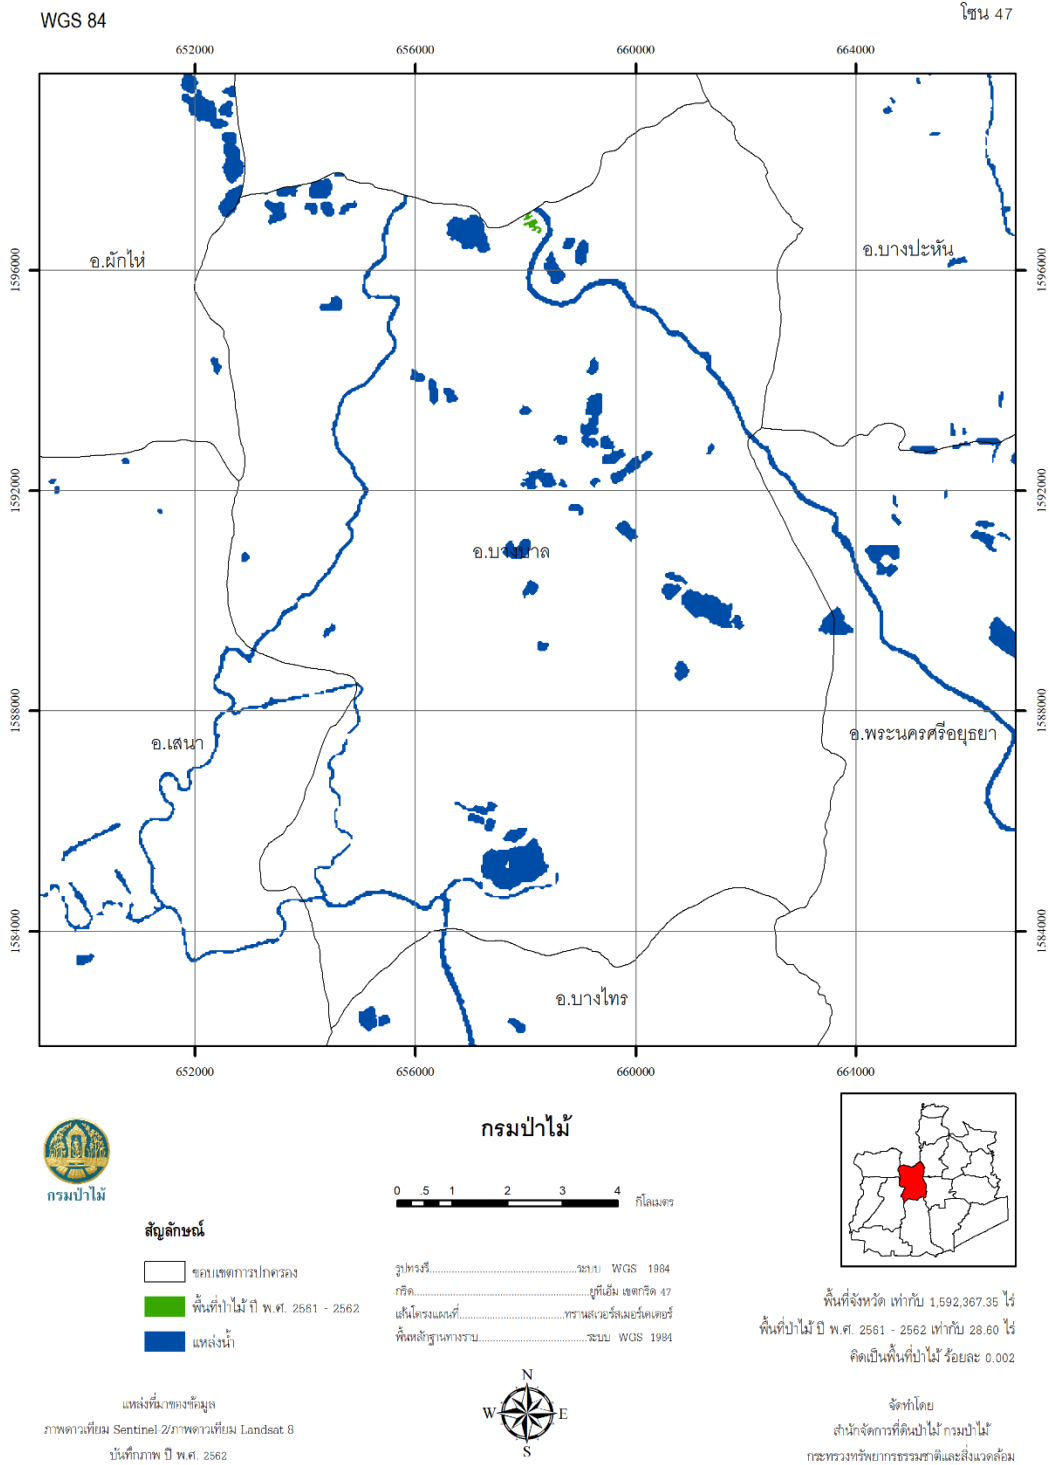 WGS 84
โซน 47
652000 656000 660000 664000
1596000 1596000
1592000 1592000
1588000 1588000
1584000 1584000
อ.ผักไห่
อ.บางปะหัน
อ.บางบาล
อ.เสนา
อ.พระนครศรีอยุธยา
อ.บางไทร
652000 656000 660000 664000
กรมป่าไม้
กรมป่าไม้
0 .5 1 2 3 4 กิโลเมตร
สัญลักษณ์
ขอบเขตการปกครอง
พื้นที่ป่าไม้ ปี พ.ศ. 2561 - 2562
แหล่งน้ำ
รูปทรงรี............................................ระบบ WGS 1984
กริด.....................................................ยูทีเอ็ม เขตกริด 47
เส้นโครงแผนที่................................ทรานสเวอร์สเมอร์เคเตอร์
พื้นหลักฐานทางราบ................................ระบบ WGS 1984
พื้นที่จังหวัด เท่ากับ 1,592,367.35 ไร่
พื้นที่ป่าไม้ ปี พ.ศ. 2561 - 2562 เท่ากับ 28.60 ไร่
คิดเป็นพื้นที่ป่าไม้ ร้อยละ 0.002
แหล่งที่มาของข้อมูล
ภาพดาวเทียม Sentinel-2/ภาพดาวเทียม Landsat 8
บันทึกภาพ ปี พ.ศ. 2562
N
W E
S
จัดทำโดย
สำนักจัดการที่ดินป่าไม้ กรมป่าไม้
กระทรวงทรัพยากรธรรมชาติและสิ่งแวดล้อม